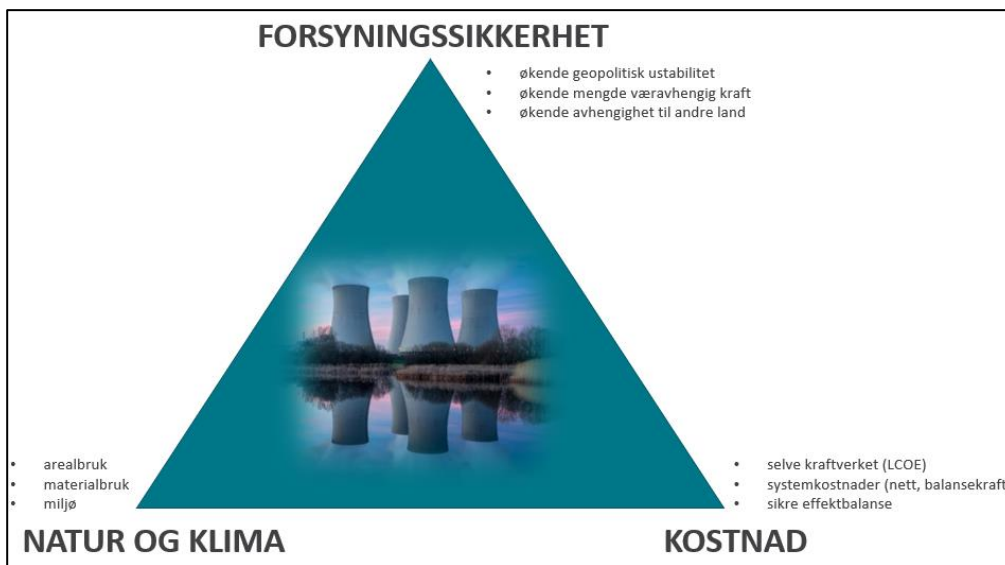 FORSYNINGSSIKKERHET
• økende geopolitisk ustabilitet
• økende mengde væravhengig kraft
• økende avhengighet til andre land
• arealbruk
• materialbruk
• miljø
NATUR OG KLIMA
• selve kraftverket (LCOE)
• systemkostnader (nett, balansekraft
• sikre effektbalanse
KOSTNAD